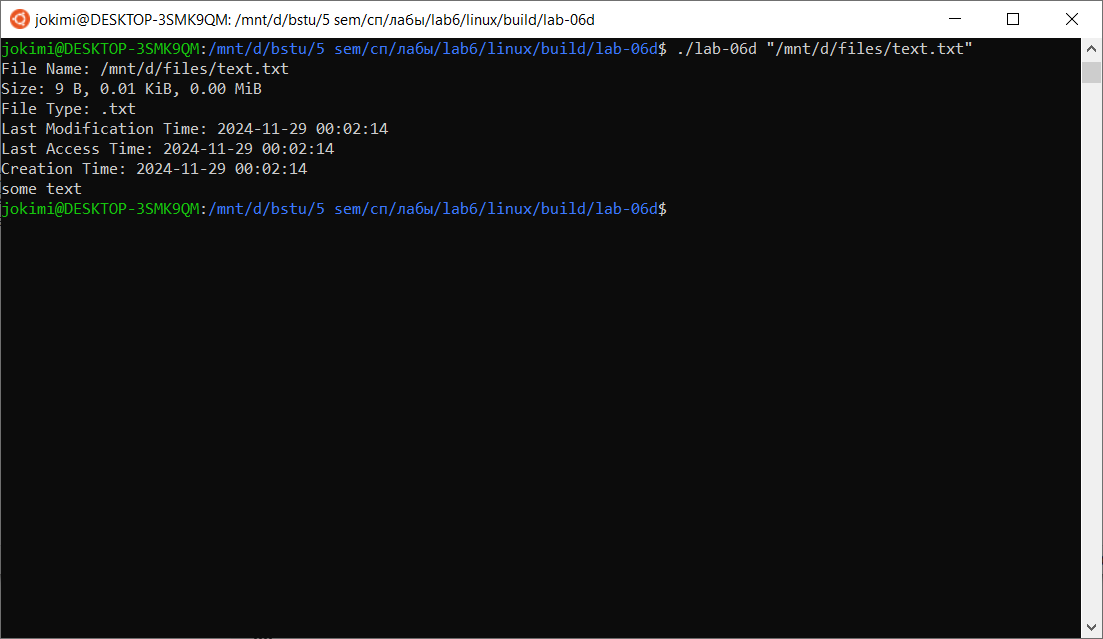 jokimi@DESKTOP-3SMK9QM: /mnt/d/bstu/5 sem/сп/лабы/lab6/linux/build/lab-06d
jokimi@DESKTOP-3SMK9QM:/mnt/d/bstu/5 sem/сп/лабы/lab6/linux/build/lab-06d$ ./lab-06d "/mnt/d/files/text.txt"
File Name: /mnt/d/files/text.txt
Size: 9 B, 0.01 KiB, 0.00 MiB
File Type: .txt
Last Modification Time: 2024-11-29 00:02:14
Last Access Time: 2024-11-29 00:02:14
Creation Time: 2024-11-29 00:02:14
some text
jokimi@DESKTOP-3SMK9QM:/mnt/d/bstu/5 sem/сп/лабы/lab6/linux/build/lab-06d$